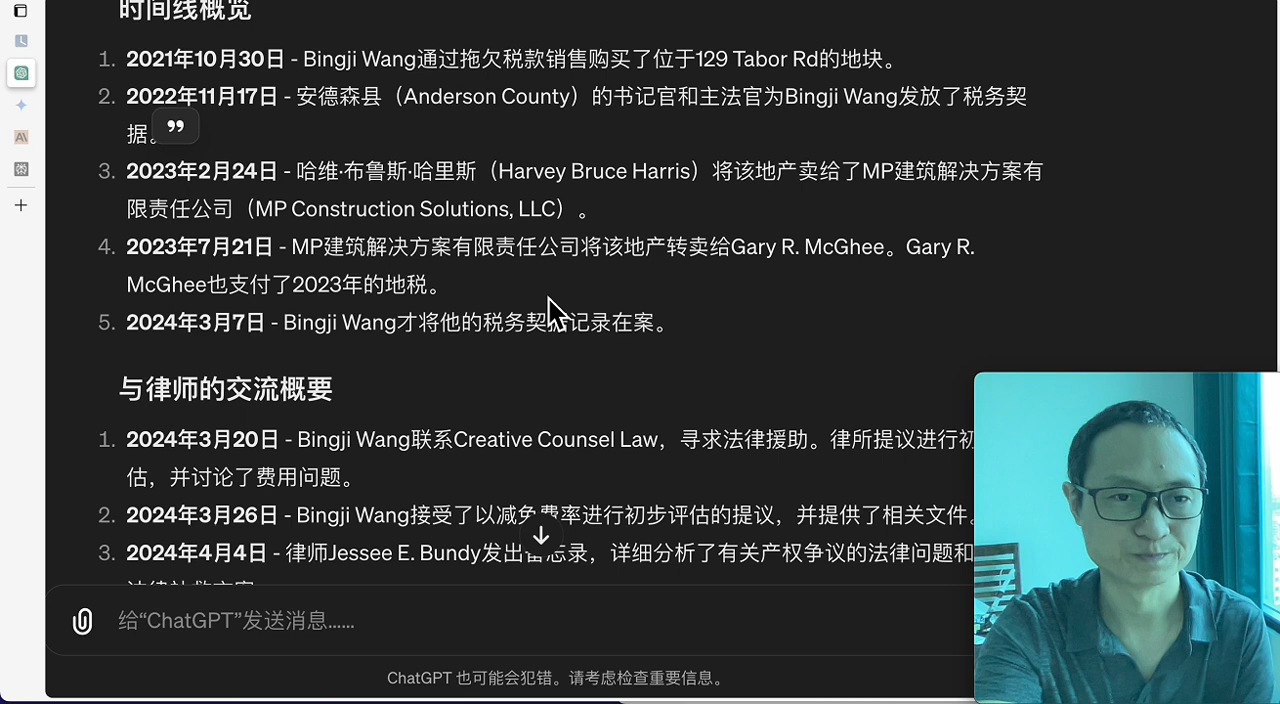 时间线概览
1. 2021年10月30日 - Bingji Wang通过拖欠税款销售购买了位于129 Tabor Rd的地块。
2. 2022年11月17日 - 安德森县（Anderson County）的书记官和主法官为Bingji Wang发放了税务契
据。
3. 2023年2月24日 - 哈维·布鲁斯·哈里斯（Harvey Bruce Harris）将该地产卖给了MP建筑解决方案有
限责任公司（MP Construction Solutions, LLC）。
4. 2023年7月21日 - MP建筑解决方案有限责任公司将该地产转卖给Gary R. McGhee。Gary R.
McGhee也支付了2023年的地税。
5. 2024年3月7日 - Bingji Wang才将他的税务契 记录在案。
与律师的交流概要
1. 2024年3月20日 - Bingji Wang联系Creative Counsel Law，寻求法律援助。律所提议进行初
估，并讨论了费用问题。
2. 2024年3月26日 - Bingji Wang接受了以减免费率进行初步评估的提议，并提供了相关文件。
3. 2024年4月4日 - 律师Jessee E. Bundy发出备忘录，详细分析了有关产权争议的法律问题和
给“ChatGPT”发送消息......
ChatGPT 也可能会犯错。请考虑检查重要信息。